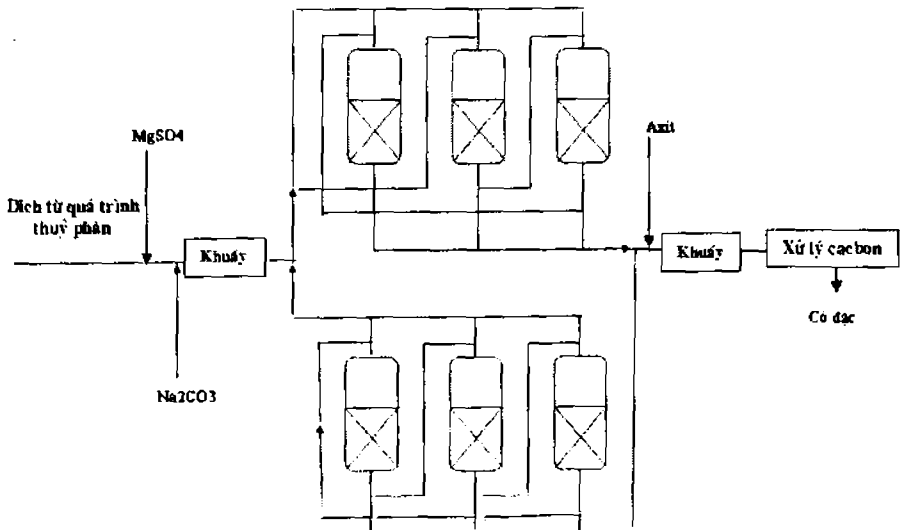 MgSO4
Axit
Dịch từ quá trình
thuỷ phân
Khuấy
Khuấy
Xử lý cacbon
Cô đặc
Na2CO3